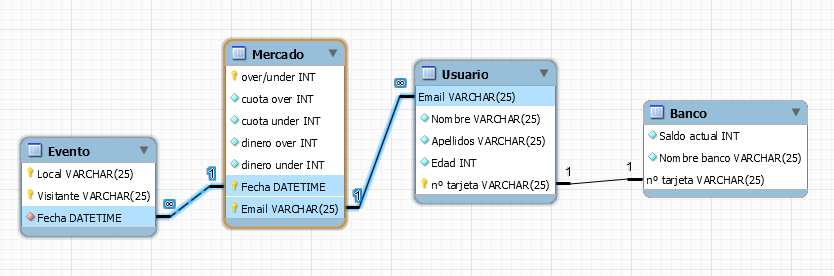 Evento
Local VARCHAR(25)
Visitante VARCHAR(25)
Fecha DATETIME
∞
1
Mercado
over/under INT
cuota over INT
cuota under INT
dinero over INT
dinero under INT
Fecha DATETIME
Email VARCHAR(25)
1
∞
Usuario
Email VARCHAR(25)
Nombre VARCHAR(25)
Apellidos VARCHAR(25)
Edad INT
nº tarjeta VARCHAR(25)
1
1
Banco
Saldo actual INT
Nombre banco VARCHAR(25)
nº tarjeta VARCHAR(25)